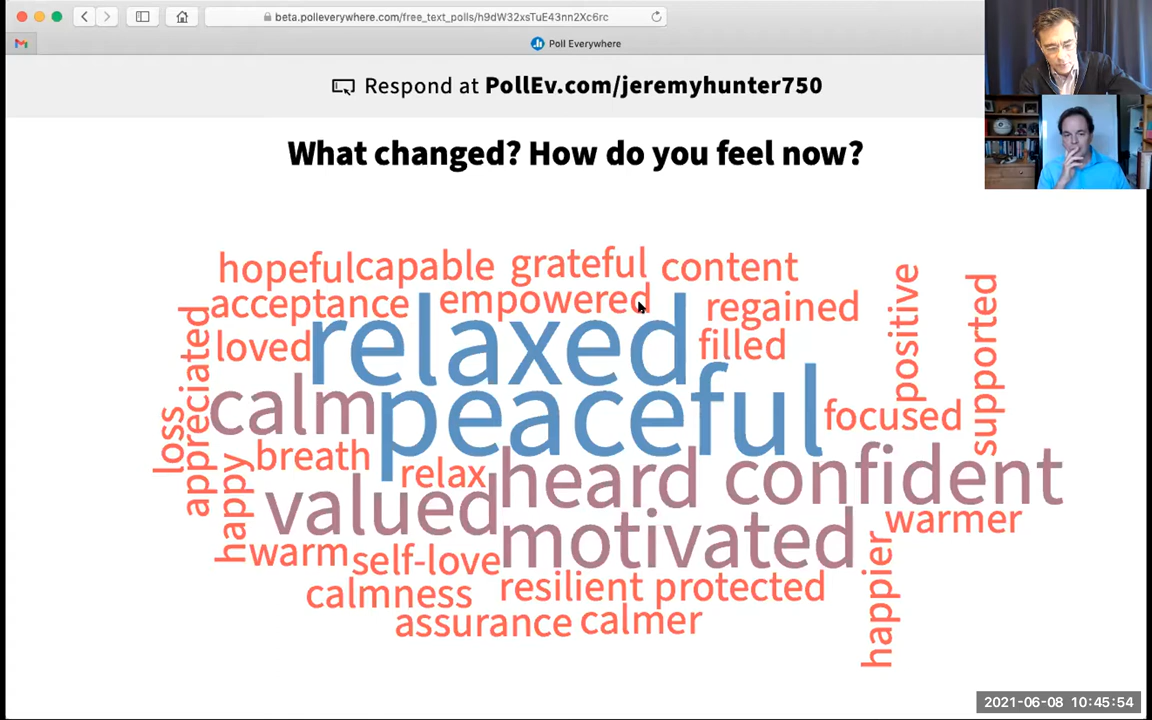 beta.polleverywhere.com/free_text_polls/h9dW32xsTuE43nn2Xc6rc
Poll Everywhere
Respond at PollEv.com/jeremyhunter750
What changed? How do you feel now?
hopeful capable grateful content
acceptance empowered regained
positive
supported
appreciated
loved relaxed filled
calm peaceful focused
loss
breath relax heard confident
happy
valued motivated warmer
warm self-love
happier
calmness resilient protected
assurance calmer
2021-06-08 10:45:54